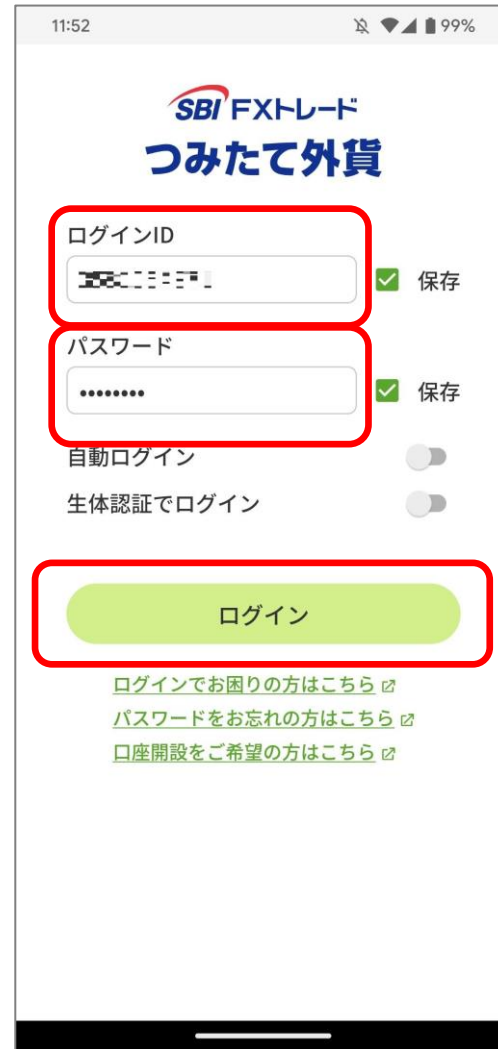 11:52 99%
SBI FXトレード
つみたて外貨
ログインID
保存
パスワード
•••••••• 保存
自動ログイン
生体認証でログイン
ログイン
ログインでお困りの方はこちら
パスワードをお忘れの方はこちら
口座開設をご希望の方はこちら